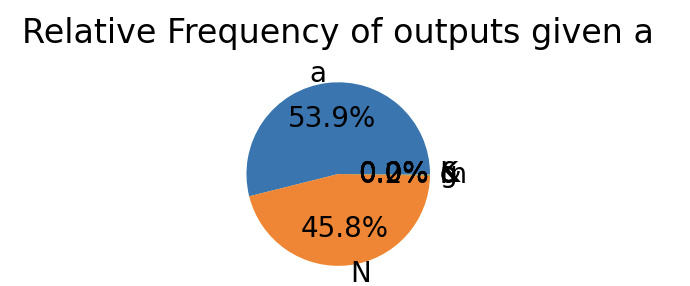 Relative Frequency of outputs given a
a
53.9%
45.8%
N